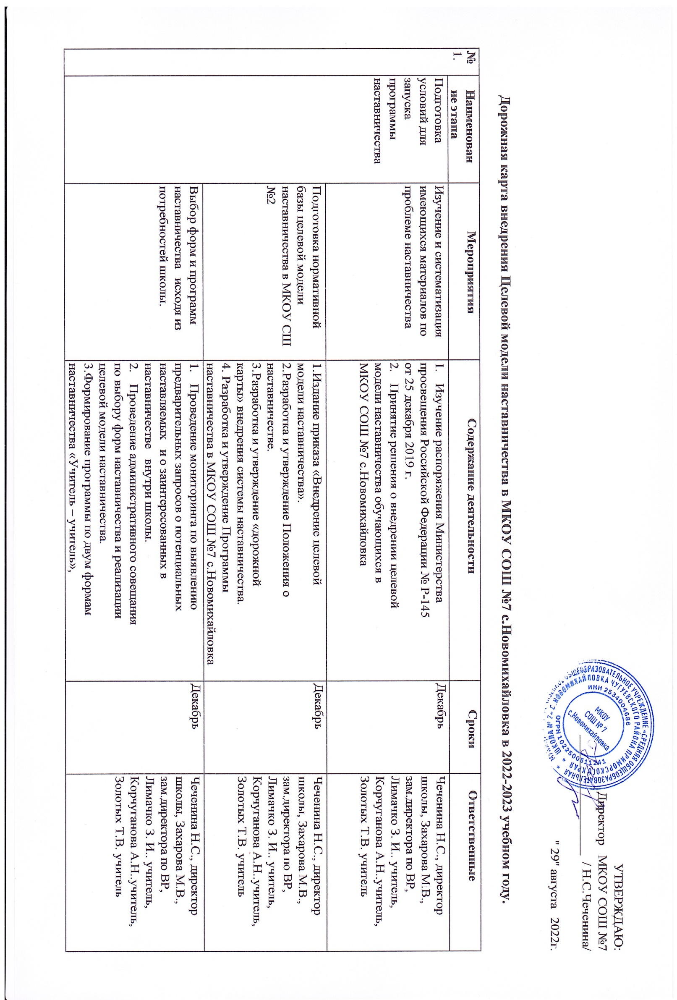 УТВЕРЖДАЮ:
Директор МКОУ СОШ №7
/ Н.С.Чеченина/
" 29" августа 2022г.
ОБЩЕОБРАЗОВАТЕЛЬНОЕ УЧРЕЖДЕНИЕ «СРЕДНЯЯ ОБЩЕОБРАЗОВАТЕЛЬНАЯ
ШКОЛА № 7» С.НОВОМИХАЙЛОВКА ЧУГУЕВСКОГО РАЙОНА ПРИМОРСКОГО КРАЯ
ИНН 2534004686
ОГРН 1022500511241
МКОУ
СОШ № 7
с.Новомихайловка
Дорожная карта внедрения Целевой модели наставничества в МКОУ СОШ №7 с.Новомихайловка в 2022-2023 учебном году.
№
1.
Наименован
ие этапа
Мероприятия
Содержание деятельности
Сроки
Ответственные
Подготовка
условий для
запуска
программы
наставничества
Изучение и систематизация
имеющихся материалов по
проблеме наставничества
1. Изучение распоряжения Министерства
просвещения Российской Федерации № Р-145
от 25 декабря 2019 г.
2. Принятие решения о внедрении целевой
модели наставничества обучающихся в
МКОУ СОШ №7 с.Новомихайловка
Декабрь
Чеченина Н.С., директор
школы, Захарова М.В.,
зам.директора по ВР,
Лимачко З. И.. учитель,
Корчуганова А.Н..учитель,
Золотых Т.В. учитель
Подготовка нормативной
базы целевой модели
наставничества в МКОУ СШ
№2
1.Издание приказа «Внедрение целевой
модели наставничества».
2.Разработка и утверждение Положения о
наставничестве.
3.Разработка и утверждение «дорожной
карты» внедрения системы наставничества.
4. Разработка и утверждение Программы
наставничества в МКОУ СОШ №7 с.Новомихайловка
Декабрь
Чеченина Н.С., директор
школы, Захарова М.В.,
зам.директора по ВР,
Лимачко З. И.. учитель,
Корчуганова А.Н..учитель,
Золотых Т.В. учитель
Выбор форм и программ
наставничества исходя из
потребностей школы.
1. Проведение мониторинга по выявлению
предварительных запросов о потенциальных
наставляемых и о заинтересованных в
наставничестве внутри школы.
2. Проведение административного совещания
по выбору форм наставничества и реализации
целевой модели наставничества.
3.Формирование программы по двум формам
наставничества «Учитель – учитель»,
Декабрь
Чеченина Н.С., директор
школы, Захарова М.В.,
зам.директора по ВР,
Лимачко З. И.. учитель,
Корчуганова А.Н..учитель,
Золотых Т.В. учитель